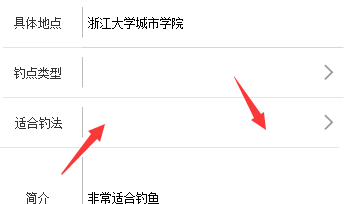 具体地点 浙江大学城市学院
钓点类型
适合钓法
简介 非常适合钓鱼